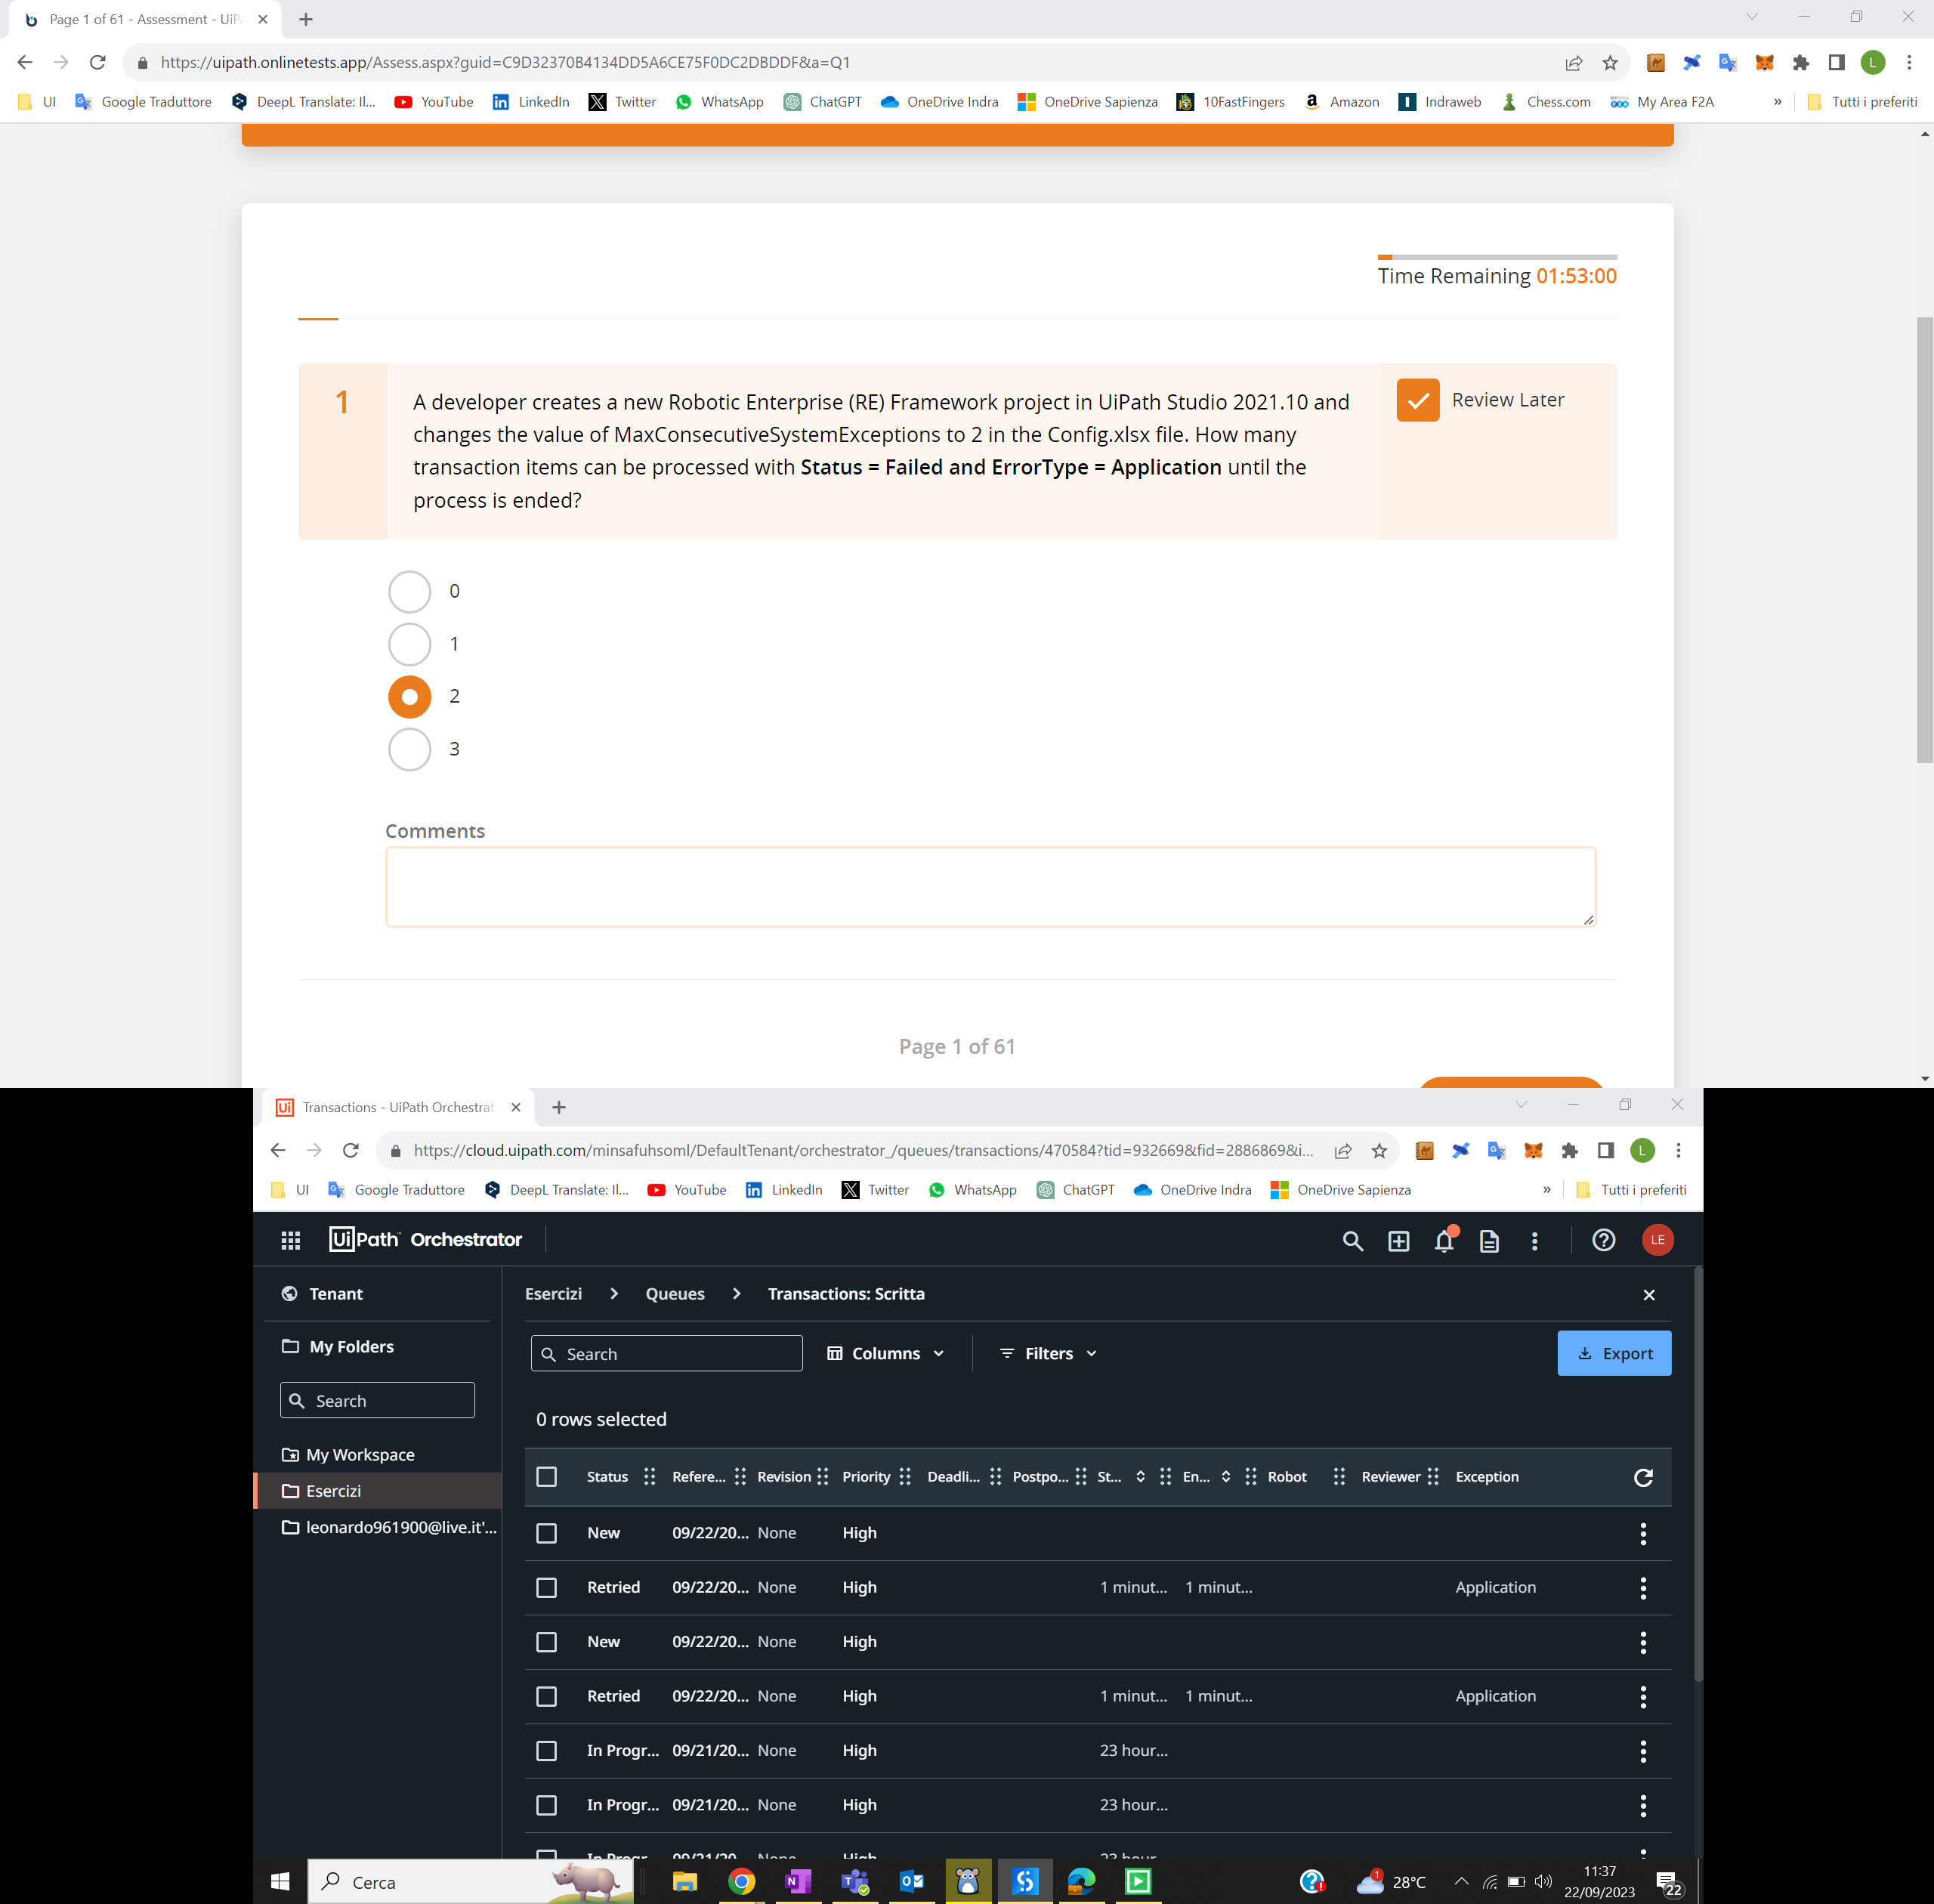 Page 1 of 61 - Assessment - UiP
https://uipath.onlinetests.app/Assess.aspx?guid=C9D32370B4134DD5A6CE75F0DC2DBDDF&a=Q1
L
UI Google Traduttore DeepL Translate: Il... YouTube LinkedIn Twitter WhatsApp ChatGPT OneDrive Indra OneDrive Sapienza 10FastFingers Amazon Indraweb Chess.com My Area F2A » Tutti i preferiti
Time Remaining 01:53:00
1
A developer creates a new Robotic Enterprise (RE) Framework project in UiPath Studio 2021.10 and
changes the value of MaxConsecutiveSystemExceptions to 2 in the Config.xlsx file. How many
transaction items can be processed with Status = Failed and ErrorType = Application until the
process is ended?
Review Later
0
1
2
3
Comments
Page 1 of 61
Transactions - UiPath Orchestrat
https://cloud.uipath.com/minsafuhsoml/DefaultTenant/orchestrator_/queues/transactions/470584?tid=932669&fid=2886869&i...
L
UI Google Traduttore DeepL Translate: Il... YouTube LinkedIn Twitter WhatsApp ChatGPT OneDrive Indra OneDrive Sapienza » Tutti i preferiti
UiPath Orchestrator
LE
Tenant
My Folders
Search
My Workspace
Esercizi
leonardo961900@live.it'...
Esercizi > Queues > Transactions: Scritta
Search Columns Filters Export
0 rows selected
Status Refere... Revision Priority Deadli... Postpo... St... En... Robot Reviewer Exception
New 09/22/20... None High
Retried 09/22/20... None High 1 minut... 1 minut... Application
New 09/22/20... None High
Retried 09/22/20... None High 1 minut... 1 minut... Application
In Progr... 09/21/20... None High 23 hour...
In Progr... 09/21/20... None High 23 hour...
In Progr... 09/21/20... None High 23 hour...
Cerca
1
28°C
11:37
22/09/2023
22